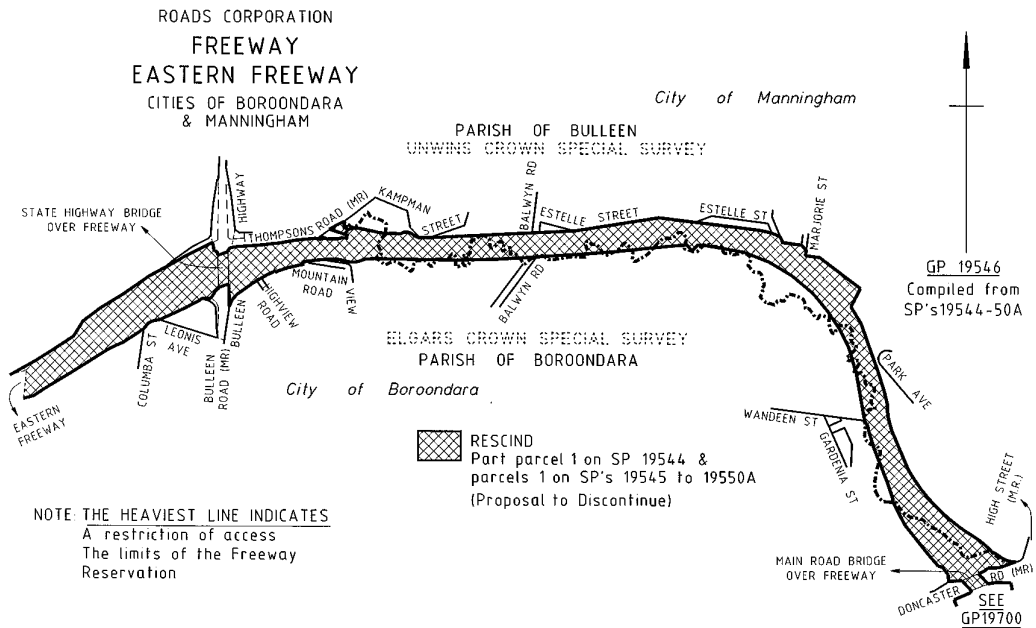 ROADS CORPORATION
FREEWAY
EASTERN FREEWAY
CITIES OF BOROONDARA
& MANNINGHAM
City of Manningham
PARISH OF BULLEEN
UNWINS CROWN SPECIAL SURVEY
STATE HIGHWAY BRIDGE
OVER FREEWAY
HIGHWAY
THOMPSONS ROAD (MR)
KAMPMAN
STREET
BALWYN RD
ESTELLE STREET
ESTELLE ST
MARJORIE ST
GP 19546
Compiled from
SP's19544-50A
MOUNTAIN
ROAD
VIEW
HIGHVIEW
ROAD
BALWYN RD
BULLEEN
LEONIS
AVE
COLUMBA ST
BULLEEN
ROAD (MR)
ELGARS CROWN SPECIAL SURVEY
PARISH OF BOROONDARA
City of Boroondara
EASTERN
FREEWAY
PARK AVE
WANDEEN ST
GARDENIA ST
RESCIND
Part parcel 1 on SP 19544 &
parcels 1 on SP's 19545 to 19550A
(Proposal to Discontinue)
HIGH STREET
(M.R.)
NOTE: THE HEAVIEST LINE INDICATES
A restriction of access
The limits of the Freeway
Reservation
MAIN ROAD BRIDGE
OVER FREEWAY
DONCASTER RD (MR)
SEE
GP19700